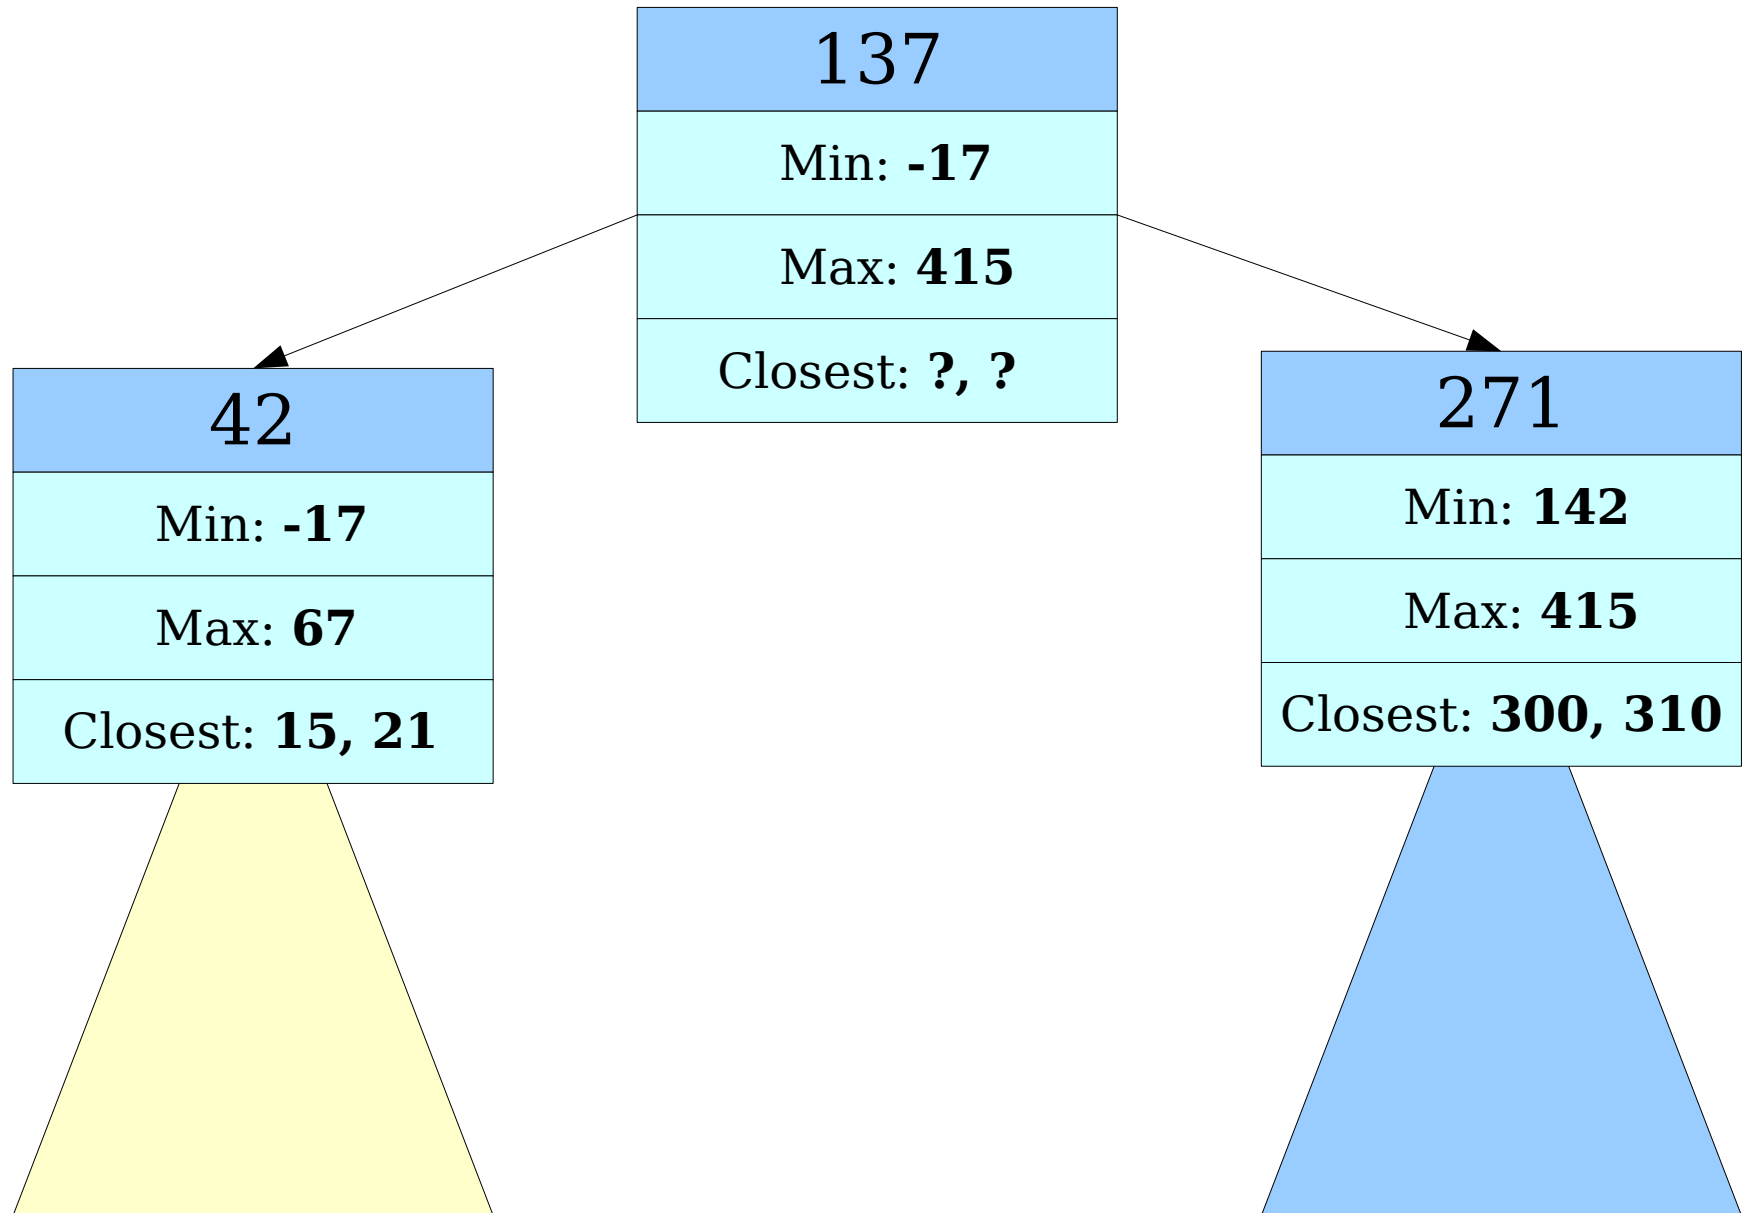 137
Min: -17
Max: 415
Closest: ?, ?
42
Min: -17
Max: 67
Closest: 15, 21
271
Min: 142
Max: 415
Closest: 300, 310